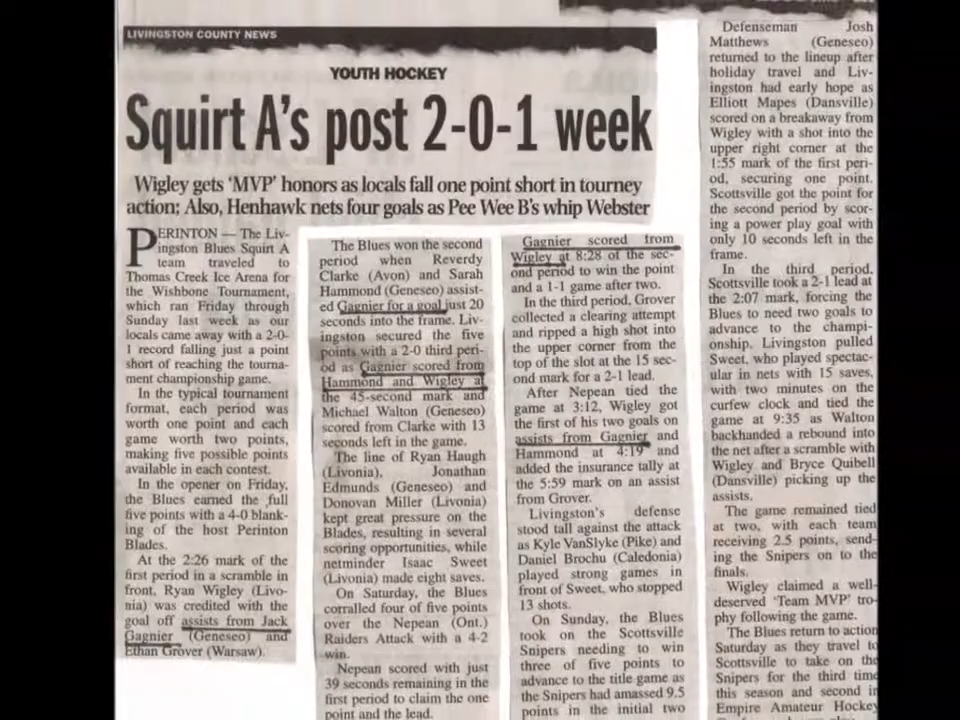 LIVINGSTON COUNTY NEWS
YOUTH HOCKEY
Squirt A's post 2-0-1 week
Wigley gets 'MVP' honors as locals fall one point short in tourney
action; Also, Henhawk nets four goals as Pee Wee B's whip Webster
PERINTON — The Liv-
ingston Blues Squirt A
team traveled to
Thomas Creek Ice Arena for
the Wishbone Tournament,
which ran Friday through
Sunday last week as our
locals came away with a 2-0-
1 record falling just a point
short of reaching the tourna-
ment championship game.
In the typical tournament
format, each period was
worth one point and each
game worth two points,
making five possible points
available in each contest.
In the opener on Friday,
the Blues earned the full
five points with a 4-0 blank-
ing of the host Perinton
Blades.
At the 2:26 mark of the
first period in a scramble in
front, Ryan Wigley (Livo-
nia) was credited with the
goal off assists from Jack
Gagnier (Geneseo) and
Ethan Grover (Warsaw).
The Blues won the second
period when Reverdy
Clarke (Avon) and Sarah
Hammond (Geneseo) assist-
ed Gagnier for a goal just 20
seconds into the frame. Liv-
ingston secured the five
points with a 2-0 third peri-
od as Gagnier scored from
Hammond and Wigley at
the 45-second mark and
Michael Walton (Geneseo)
scored from Clarke with 13
seconds left in the game.
The line of Ryan Haugh
(Livonia), Jonathan
Edmunds (Geneseo) and
Donovan Miller (Livonia)
kept great pressure on the
Blades, resulting in several
scoring opportunities, while
netminder Isaac Sweet
(Livonia) made eight saves.
On Saturday, the Blues
corralled four of five points
over the Nepean (Ont.)
Raiders Attack with a 4-2
win.
Nepean scored with just
39 seconds remaining in the
first period to claim the one
point and the lead.
Gagnier scored from
Wigley at 8:28 of the sec-
ond period to win the point
and a 1-1 game after two.
In the third period, Grover
collected a clearing attempt
and ripped a high shot into
the upper corner from the
top of the slot at the 15 sec-
ond mark for a 2-1 lead.
After Nepean tied the
game at 3:12, Wigley got
the first of his two goals on
assists from Gagnier and
Hammond at 4:19 and
added the insurance tally at
the 5:59 mark on an assist
from Grover.
Livingston's defense
stood tall against the attack
as Kyle VanSlyke (Pike) and
Daniel Brochu (Caledonia)
played strong games in
front of Sweet, who stopped
13 shots.
On Sunday, the Blues
took on the Scottsville
Snipers needing to win
three of five points to
advance to the title game as
the Snipers had amassed 9.5
points in the initial two
Defenseman Josh
Matthews (Geneseo)
returned to the lineup after
holiday travel and Liv-
ingston had early hope as
Elliott Mapes (Dansville)
scored on a breakaway from
Wigley with a shot into the
upper right corner at the
1:55 mark of the first peri-
od, securing one point.
Scottsville got the point for
the second period by scor-
ing a power play goal with
only 10 seconds left in the
frame.
In the third period,
Scottsville took a 2-1 lead at
the 2:07 mark, forcing the
Blues to need two goals to
advance to the champi-
onship. Livingston pulled
Sweet, who played spectac-
ular in nets with 15 saves,
with two minutes on the
curfew clock and tied the
game at 9:35 as Walton
backhanded a rebound into
the net after a scramble with
Wigley and Bryce Quibell
(Dansville) picking up the
assists.
The game remained tied
at two, with each team
receiving 2.5 points, send-
ing the Snipers on to the
finals.
Wigley claimed a well-
deserved 'Team MVP' tro-
phy following the game.
The Blues return to action
Saturday as they travel to
Scottsville to take on the
Snipers for the third time
this season and second in
Empire Amateur Hockey